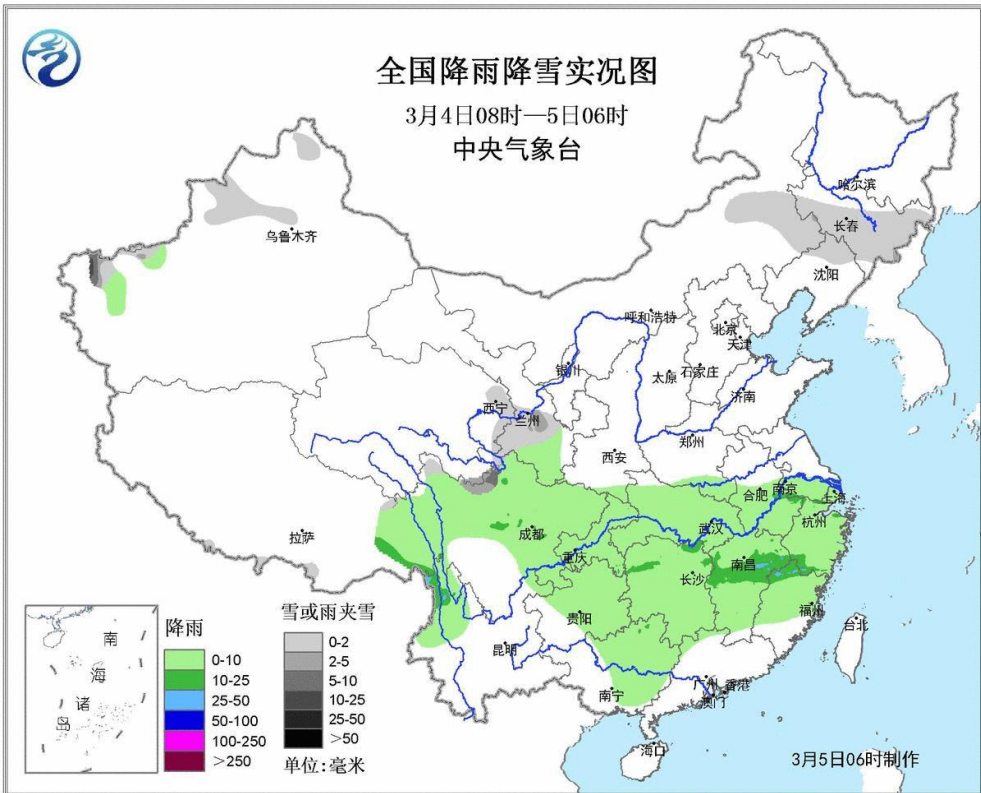 全国降雨降雪实况图
3月4日08时—5日06时
中央气象台
哈尔滨
长春
乌鲁木齐
沈阳
呼和浩特
北京
天津
银川
太原
石家庄
济南
西宁
兰州
郑州
西安
合肥
南京
上海
杭州
拉萨
成都
武汉
重庆
南昌
长沙
福州
贵阳
台北
昆明
广州
香港
澳门
南宁
海口
南
海
诸
岛
降雨
0-10
10-25
25-50
50-100
100-250
>250
雪或雨夹雪
0-2
2-5
5-10
10-25
25-50
>50
单位:毫米
3月5日06时制作